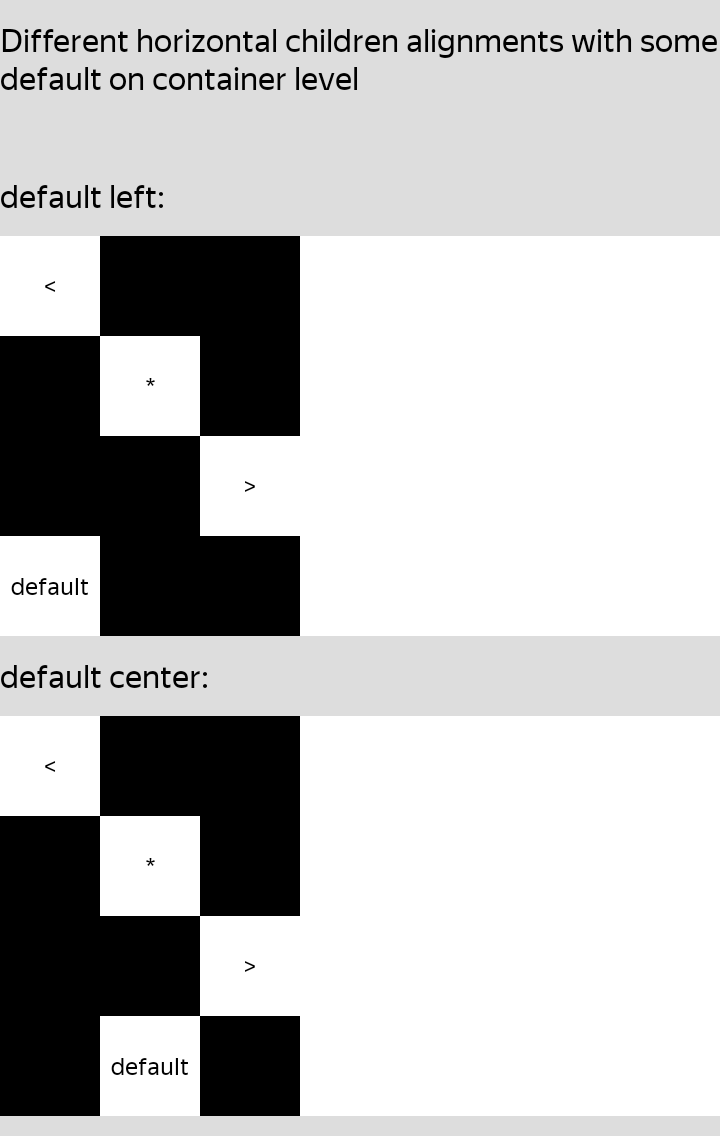 Different horizontal children alignments with some
default on container level
default left:
<
*
>
default
default center:
<
*
>
default